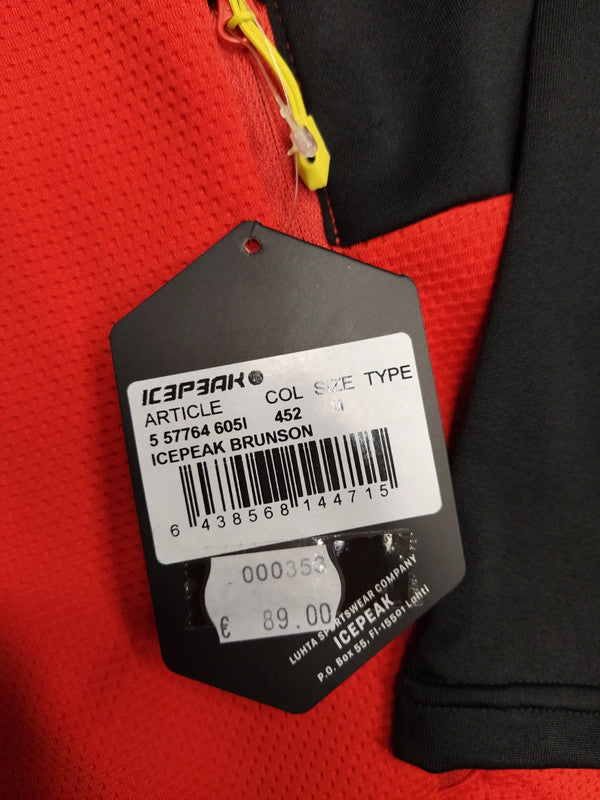 ICEPEAK
ARTICLE COL SIZE TYPE
5 57764 605I 452 M
ICEPEAK BRUNSON
6 438568 144715
000353
€ 89.00
LUHTA SPORTSWEAR COMPANY
ICEPEAK
P.O. Box 55, FI-15501 Lahti